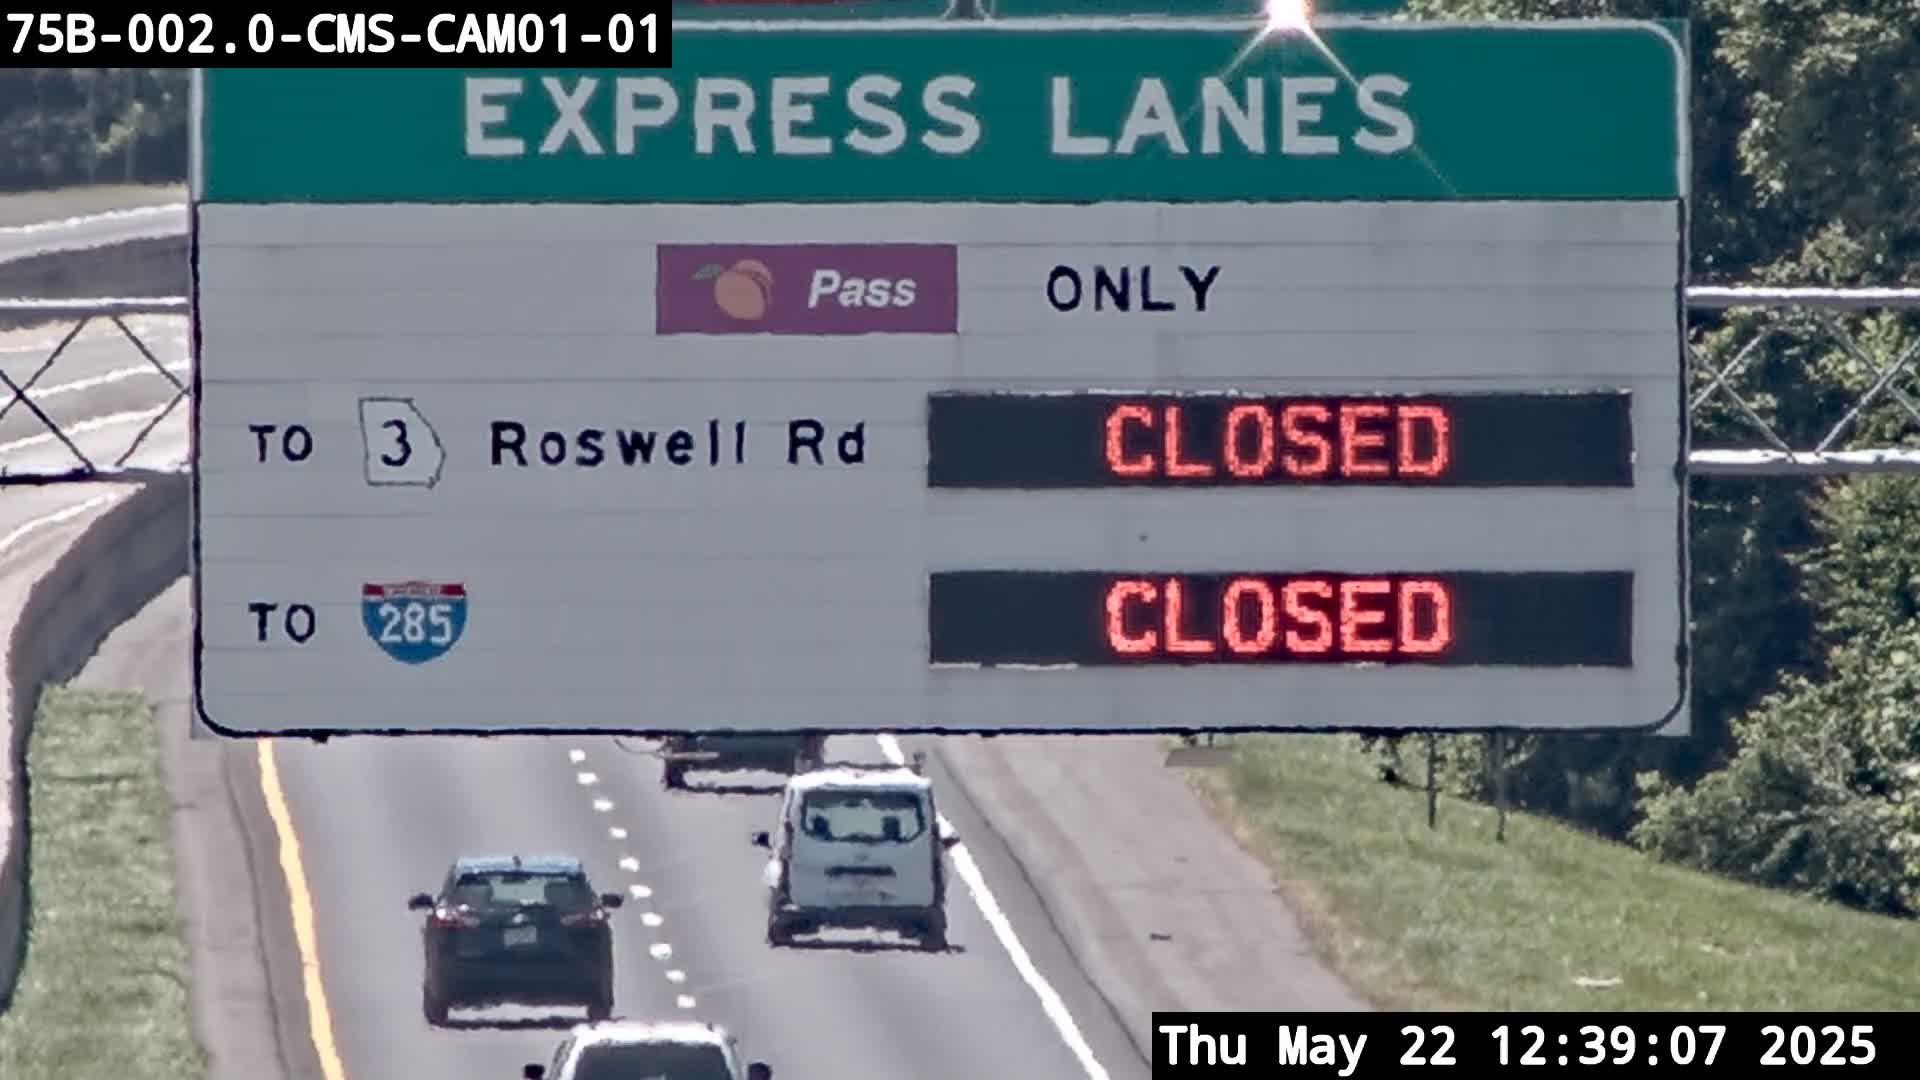 75B-002.0-CMS-CAM01-01
EXPRESS LANES
Pass ONLY
TO 3 Roswell Rd CLOSED
TO 285 CLOSED
Thu May 22 12:39:07 2025